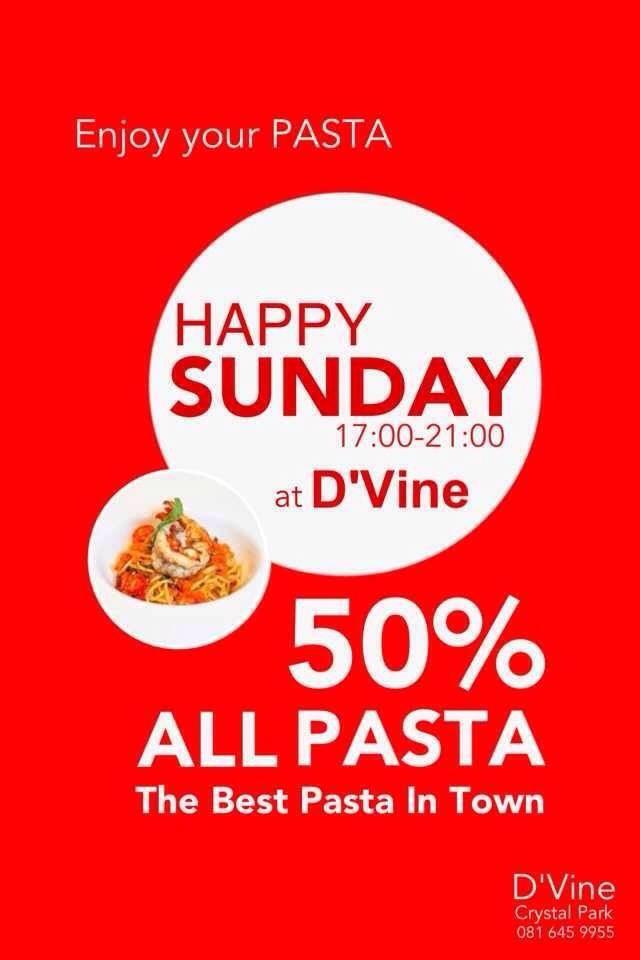 Enjoy your PASTA
HAPPY
SUNDAY
17:00-21:00
at D'Vine
50%
ALL PASTA
The Best Pasta In Town
D'Vine
Crystal Park
081 645 9955